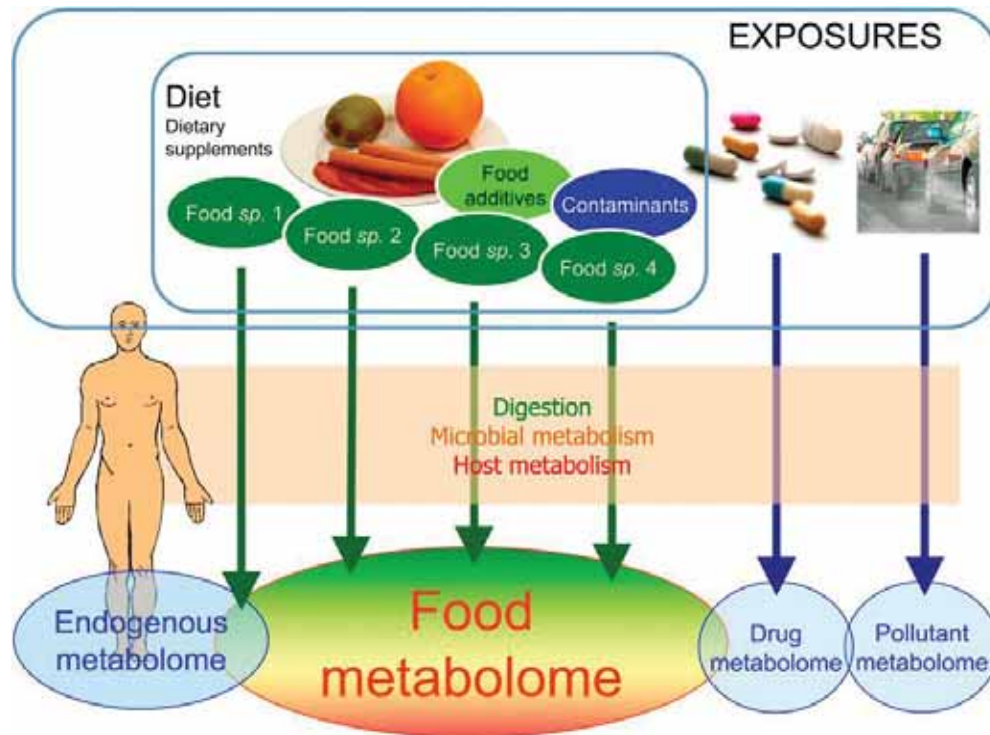 EXPOSURES
Diet
Dietary
supplements
Food
additives
Contaminants
Food sp. 1
Food sp. 2
Food sp. 3
Food sp. 4
Digestion
Microbial metabolism
Host metabolism
Endogenous
metabolome
Food
metabolome
Drug
metabolome
Pollutant
metabolome